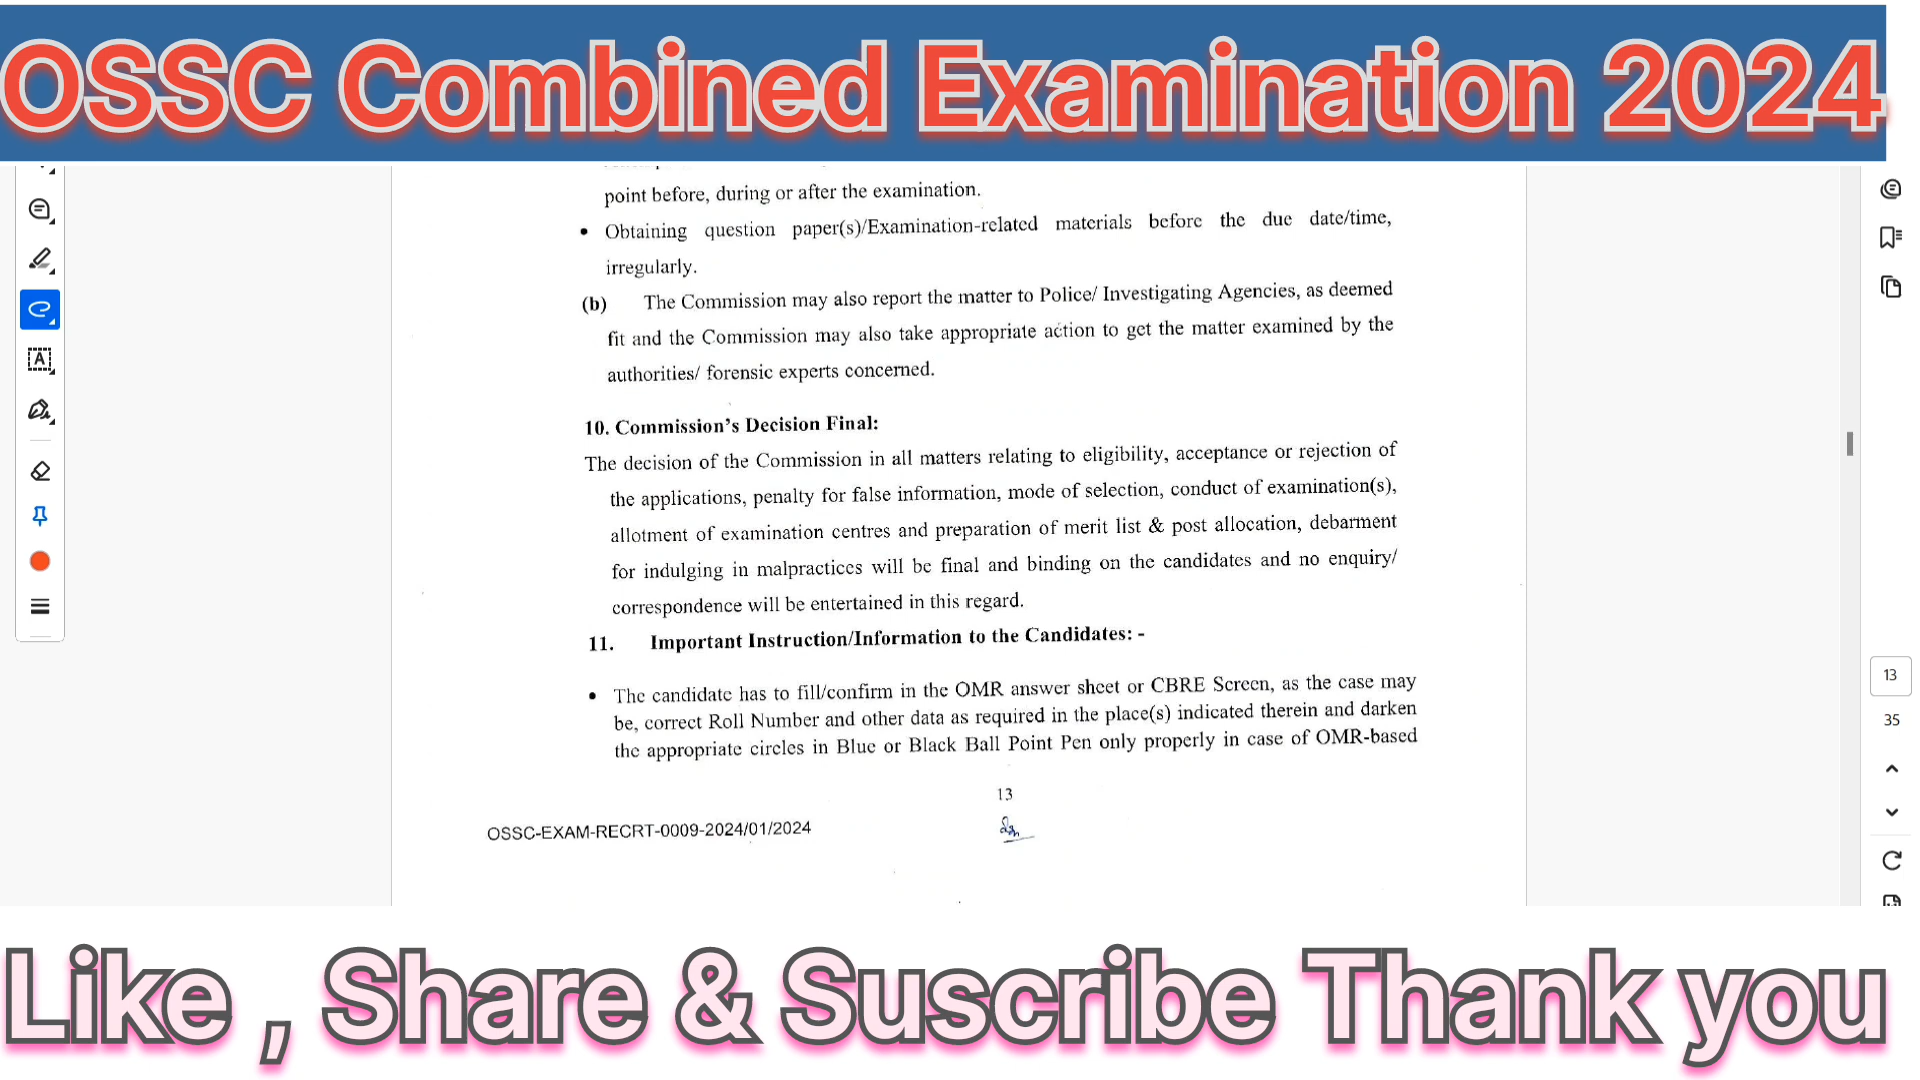 OSSC Combined Examination 2024
point before, during or after the examination.
• Obtaining question paper(s)/Examination-related materials before the due date/time,
irregularly.
(b) The Commission may also report the matter to Police/ Investigating Agencies, as deemed
fit and the Commission may also take appropriate action to get the matter examined by the
authorities/ forensic experts concerned.
10. Commission's Decision Final:
The decision of the Commission in all matters relating to eligibility, acceptance or rejection of
the applications, penalty for false information, mode of selection, conduct of examination(s),
allotment of examination centres and preparation of merit list & post allocation, debarment
for indulging in malpractices will be final and binding on the candidates and no enquiry/
correspondence will be entertained in this regard.
11. Important Instruction/Information to the Candidates: -
• The candidate has to fill/confirm in the OMR answer sheet or CBRE Screen, as the case may
be, correct Roll Number and other data as required in the place(s) indicated therein and darken
the appropriate circles in Blue or Black Ball Point Pen only properly in case of OMR-based
13
OSSC-EXAM-RECRT-0009-2024/01/2024
13
35
Like , Share & Suscribe Thank you